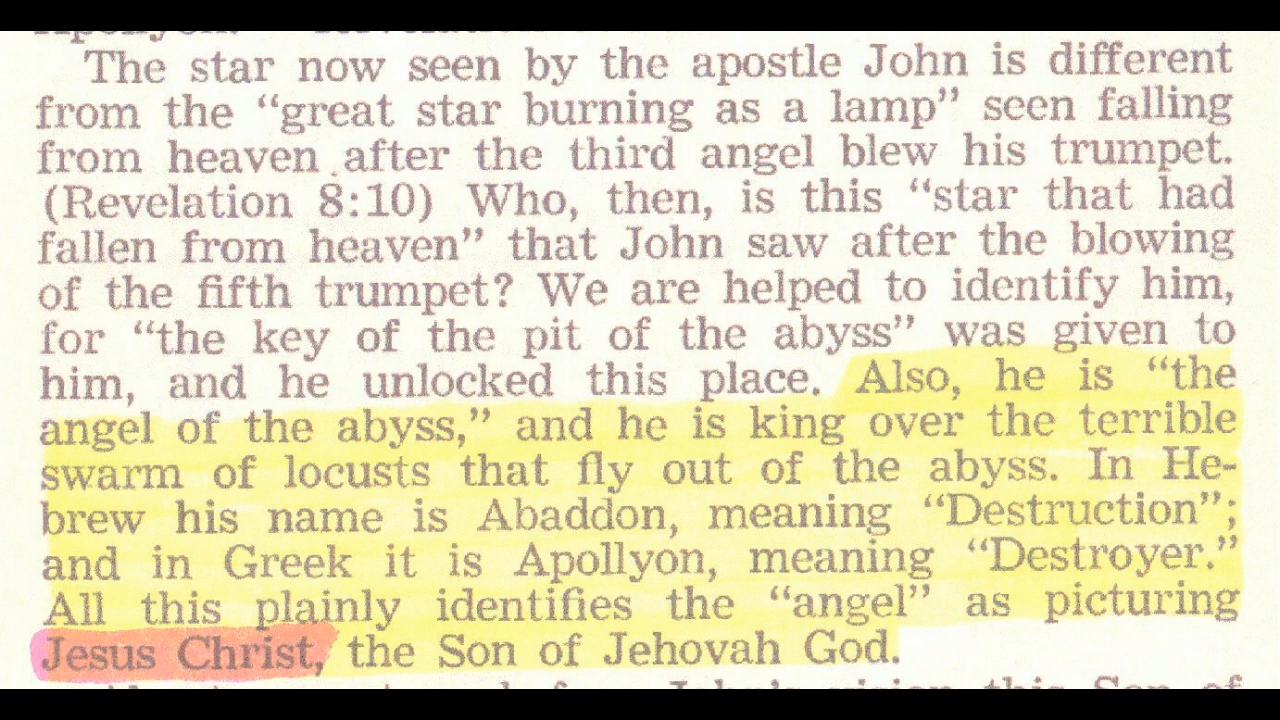 The star now seen by the apostle John is different
from the “great star burning as a lamp” seen falling
from heaven after the third angel blew his trumpet.
(Revelation 8:10) Who, then, is this “star that had
fallen from heaven” that John saw after the blowing
of the fifth trumpet? We are helped to identify him,
for “the key of the pit of the abyss” was given to
him, and he unlocked this place. Also, he is “the
angel of the abyss,” and he is king over the terrible
swarm of locusts that fly out of the abyss. In He-
brew his name is Abaddon, meaning “Destruction”;
and in Greek it is Apollyon, meaning “Destroyer.”
All this plainly identifies the “angel” as picturing
Jesus Christ, the Son of Jehovah God.